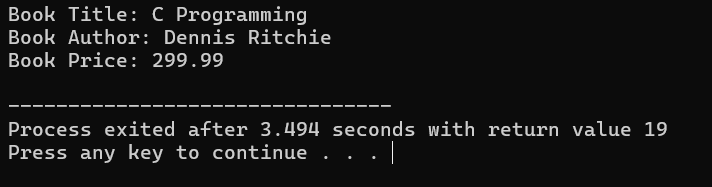 Book Title: C Programming
Book Author: Dennis Ritchie
Book Price: 299.99
--------------------------------
Process exited after 3.494 seconds with return value 19
Press any key to continue . . .